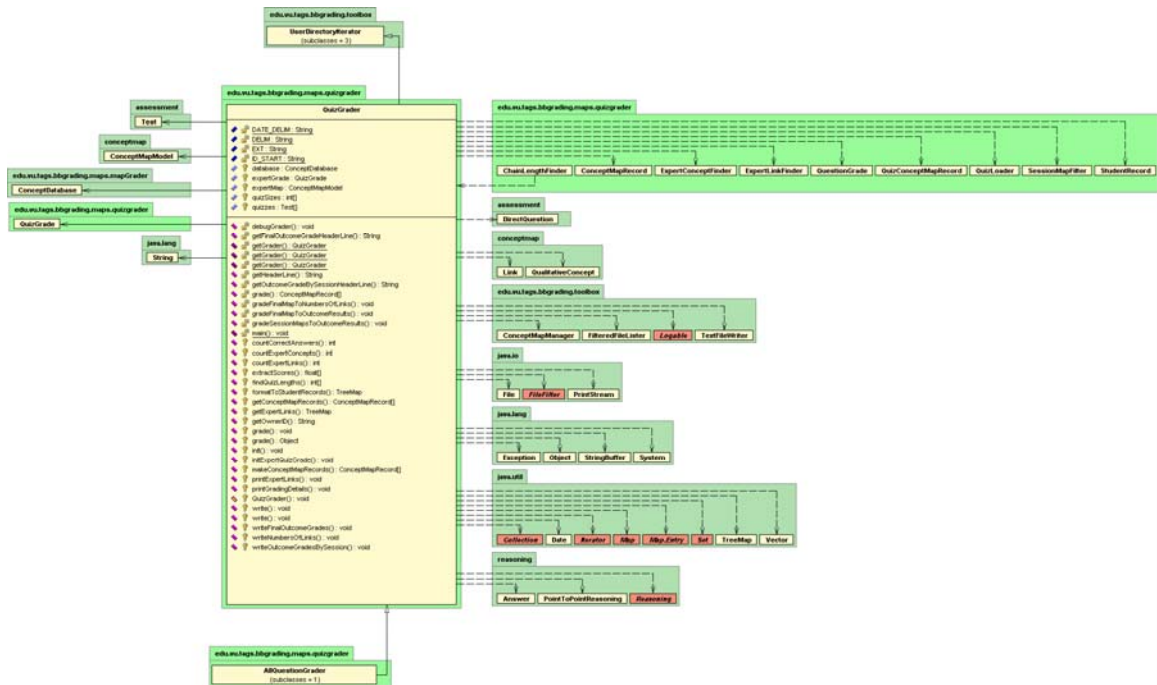 edu.vu.tags.bbgrading.toolbox
UserDirectoryIterator
(subclasses = 3)
edu.vu.tags.bbgrading.maps.quizgrader
QuizGrader
DATE_DELIM : String
DELIM : String
EXT : String
ID_START : String
database : ConceptDatabase
expertGrade : QuizGrade
expertMap : ConceptMapModel
quizSizes : int[]
quizzes : Test[]
debugGrader() : void
getFinalOutcomeGradeHeaderLine() : String
getGrader() : QuizGrader
getGrader() : QuizGrader
getGrader() : QuizGrader
getHeaderLine() : String
getOutcomeGradeBySessionHeaderLine() : String
grade() : ConceptMapRecord[]
gradeFinalMapToNumbersOfLinks() : void
gradeFinalMapToOutcomeResults() : void
gradeSessionMapsToOutcomeResults() : void
main() : void
countCorrectAnswers() : int
countExpertConcepts() : int
countExpertLinks() : int
extractScores() : float[]
findQuizLengths() : int[]
formatToStudentRecords() : TreeMap
getConceptMapRecords() : ConceptMapRecord[]
getExpertLinks() : TreeMap
getOwnerID() : String
grade() : void
grade() : Object
init() : void
initExpertQuizGrade() : void
makeConceptMapRecords() : ConceptMapRecord[]
printExpertLinks() : void
printGradingDetails() : void
QuizGrader() : void
write() : void
write() : void
writeFinalOutcomeGrades() : void
writeNumbersOfLinks() : void
writeOutcomeGradesBySession() : void
assessment
Test
conceptmap
ConceptMapModel
edu.vu.tags.bbgrading.maps.mapGrader
ConceptDatabase
edu.vu.tags.bbgrading.maps.quizgrader
QuizGrade
java.lang
String
edu.vu.tags.bbgrading.maps.quizgrader
ChainLengthFinder ConceptMapRecord ExpertConceptFinder ExpertLinkFinder QuestionGrade QuizConceptMapRecord QuizLoader SessionMapFilter StudentRecord
assessment
DirectQuestion
conceptmap
Link QualitativeConcept
edu.vu.tags.bbgrading.toolbox
ConceptMapManager FilteredFileLister Logable TextFileWriter
java.io
File FileFilter PrintStream
java.lang
Exception Object StringBuffer System
java.util
Collection Date Iterator Map Map.Entry Set TreeMap Vector
reasoning
Answer PointToPointReasoning Reasoning
edu.vu.tags.bbgrading.maps.quizgrader
AllQuestionGrader
(subclasses = 1)